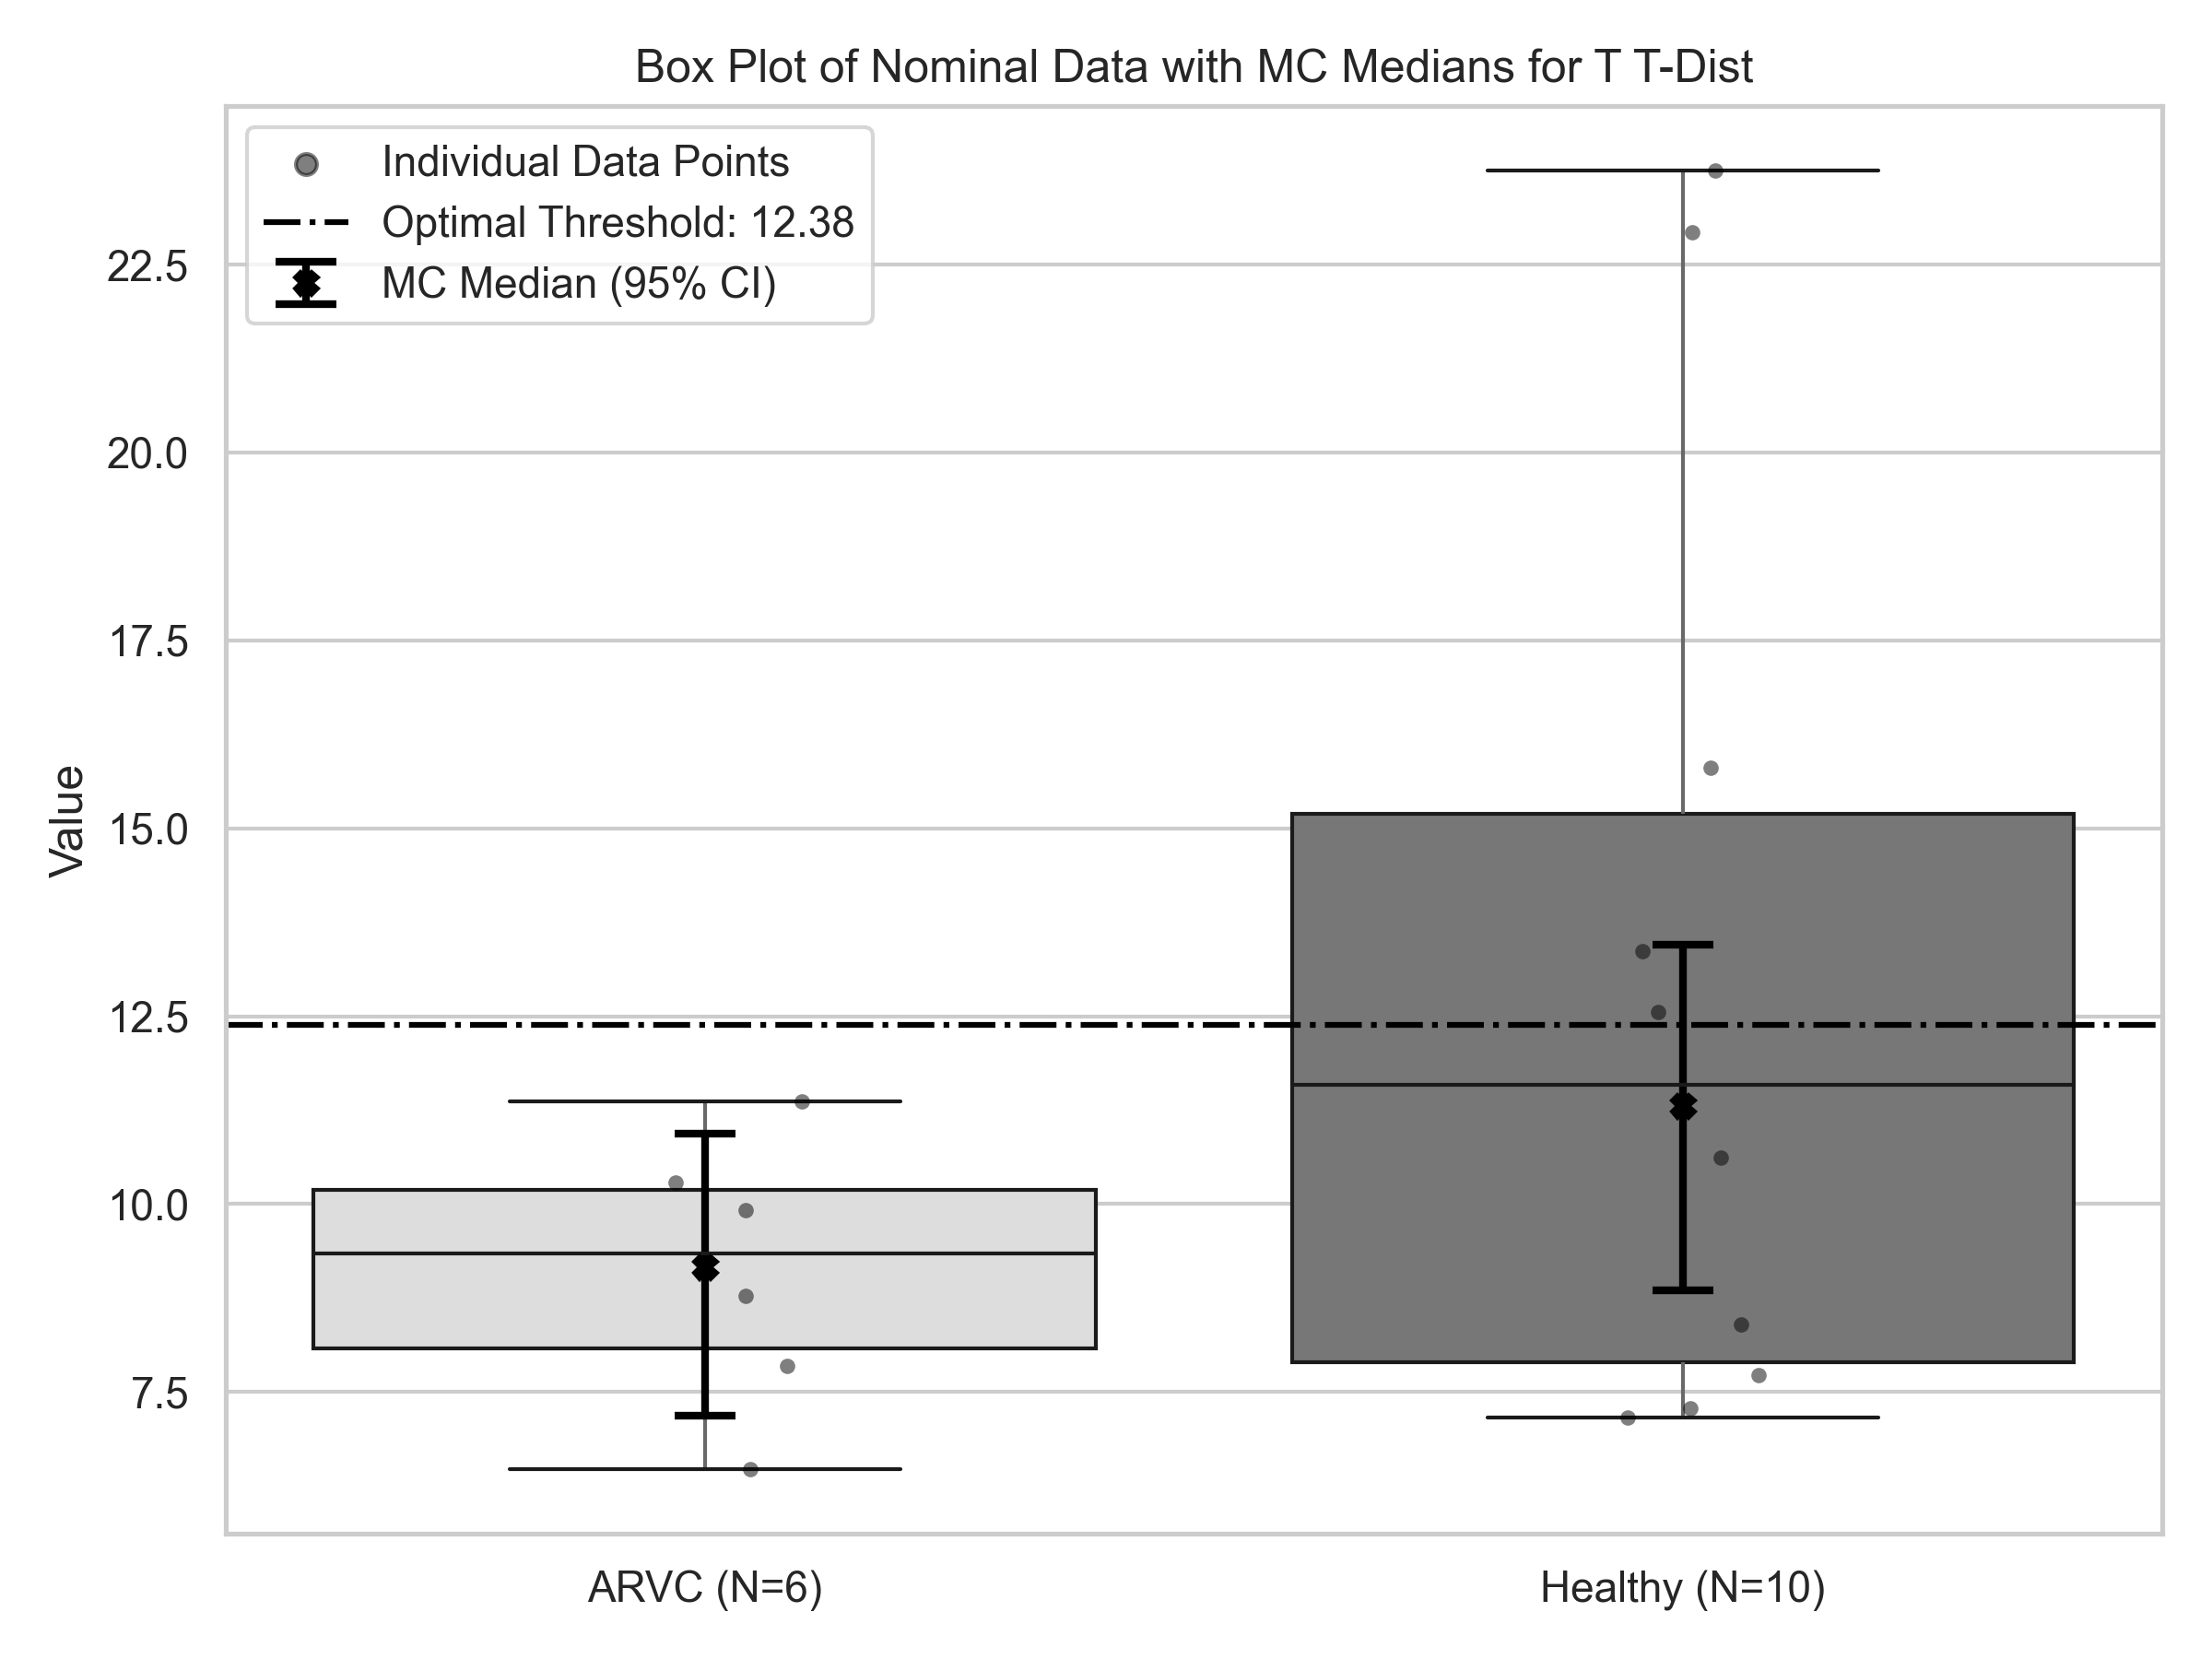 Box Plot of Nominal Data with MC Medians for T T-Dist
Individual Data Points
Optimal Threshold: 12.38
MC Median (95% CI)
22.5
20.0
17.5
15.0
12.5
10.0
7.5
Value
ARVC (N=6)
Healthy (N=10)